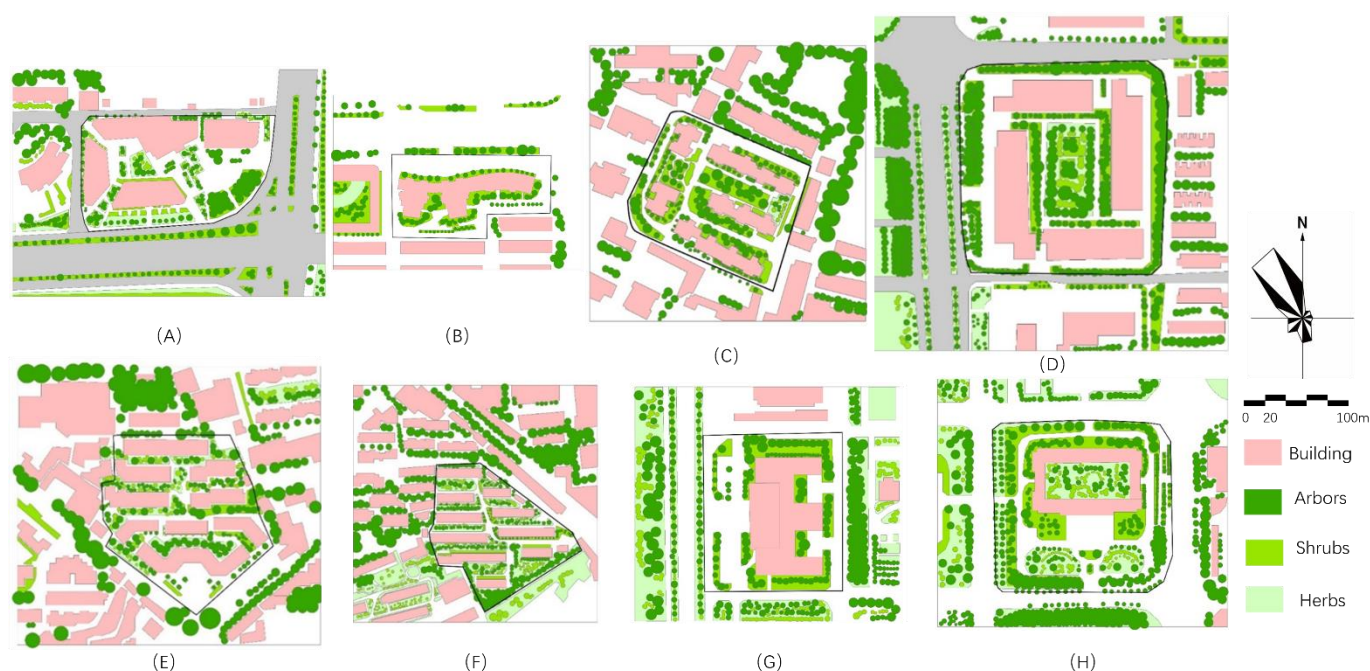 (A)
(B)
(C)
(D)
N
0 20 100m
Building
Arbors
Shrubs
Herbs
(E)
(F)
(G)
(H)